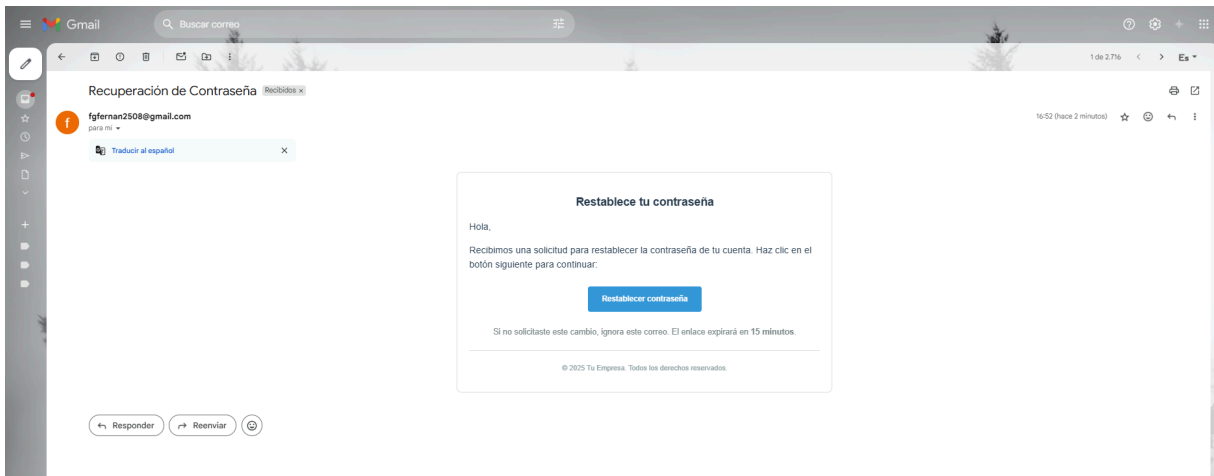 Gmail
Buscar correo
1 de 2.716
Es
Recuperación de Contraseña Recibidos x
fgfernan2508@gmail.com
16:52 (hace 2 minutos)
para mí
Traducir al español
Restablece tu contraseña
Hola,
Recibimos una solicitud para restablecer la contraseña de tu cuenta. Haz clic en el
botón siguiente para continuar:
Restablecer contraseña
Si no solicitaste este cambio, ignora este correo. El enlace expirará en 15 minutos.
© 2025 Tu Empresa. Todos los derechos reservados.
Responder
Reenviar
f